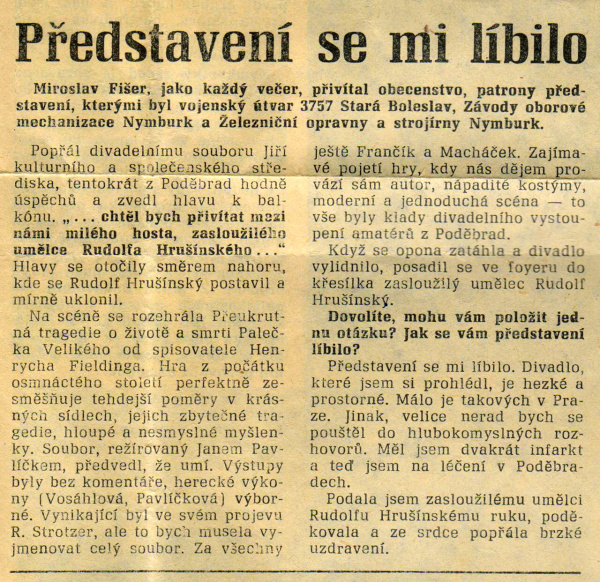 Představení se mi líbilo
Miroslav Fišer, jako každý večer, přivítal obecenstvo, patrony před-
stavení, kterými byl vojenský útvar 3757 Stará Boleslav, Závody oborové
mechanizace Nymburk a Železniční opravny a strojírny Nymburk.
Popřál divadelnímu souboru Jiří
kulturního a společenského stře-
diska, tentokrát z Poděbrad hodně
úspěchů a zvedl hlavu k bal-
kónu. „... chtěl bych přivítat mezi
námi milého hosta, zasloužilého
umělce Rudolfa Hrušínského..."
Hlavy se otočily směrem nahoru,
kde se Rudolf Hrušínský postavil a
mírně uklonil.
Na scéně se rozehrála Přeukrut-
ná tragedie o životě a smrti Paleč-
ka Velikého od spisovatele Hen-
rycha Fieldinga. Hra z počátku
osmnáctého století perfektně ze-
směšňuje tehdejší poměry v krás-
ných sídlech, jejich zbytečné tra-
gedie, hloupé a nesmyslné myšlen-
ky. Soubor, režírovaný Janem Pav-
líčkem, předvedl, že umí. Výstupy
byly bez komentáře, herecké výko-
ny (Vosáhlová, Pavlíčková) výbor-
né. Vynikající byl ve svém projevu
R. Strotzer, ale to bych musela vy-
jmenovat celý soubor. Za všechny
ještě Frančík a Macháček. Zajíma-
vé pojetí hry, kdy nás dějem pro-
vází sám autor, nápadité kostýmy,
moderní a jednoduchá scéna — to
vše byly klady divadelního vystou-
pení amatérů z Poděbrad.
Když se opona zatáhla a divadlo
vylidnilo, posadil se ve foyeru do
křesílka zasloužilý umělec Rudolf
Hrušínský.
Dovolíte, mohu vám položit jed-
nu otázku? Jak se vám představení
líbilo?
Představení se mi líbilo. Divadlo,
které jsem si prohlédl, je hezké a
prostorné. Málo je takových v Pra-
ze. Jinak, velice nerad bych se
pouštěl do hlubokomyslných roz-
hovorů. Měl jsem dvakrát infarkt
a teď jsem na léčení v Poděbra-
dech.
Podala jsem zasloužilému umělci
Rudolfu Hrušínskému ruku, podě-
kovala a ze srdce popřála brzké
uzdravení.